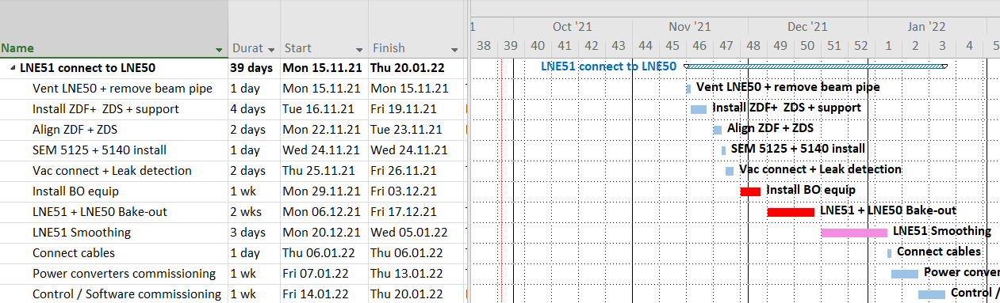 1 Oct '21 Nov '21 Dec '21 Jan '22
Name Durat Start Finish 38 39 40 41 42 43 44 45 46 47 48 49 50 51 52 1 2 3 4 5
LNE51 connect to LNE50 39 days Mon 15.11.21 Thu 20.01.22 LNE51 connect to LNE50
Vent LNE50 + remove beam pipe 1 day Mon 15.11.21 Mon 15.11.21 Vent LNE50 + remove beam pipe
Install ZDF+ ZDS + support 4 days Tue 16.11.21 Fri 19.11.21 Install ZDF+ ZDS + support
Align ZDF + ZDS 2 days Mon 22.11.21 Tue 23.11.21 Align ZDF + ZDS
SEM 5125 + 5140 install 1 day Wed 24.11.21 Wed 24.11.21 SEM 5125 + 5140 install
Vac connect + Leak detection 2 days Thu 25.11.21 Fri 26.11.21 Vac connect + Leak detection
Install BO equip 1 wk Mon 29.11.21 Fri 03.12.21 Install BO equip
LNE51 + LNE50 Bake-out 2 wks Mon 06.12.21 Fri 17.12.21 LNE51 + LNE50 Bake-out
LNE51 Smoothing 3 days Mon 20.12.21 Wed 05.01.22 LNE51 Smoothing
Connect cables 1 day Thu 06.01.22 Thu 06.01.22 Connect cables
Power converters commissioning 1 wk Fri 07.01.22 Thu 13.01.22 Power conver
Control / Software commissioning 1 wk Fri 14.01.22 Thu 20.01.22 Control /